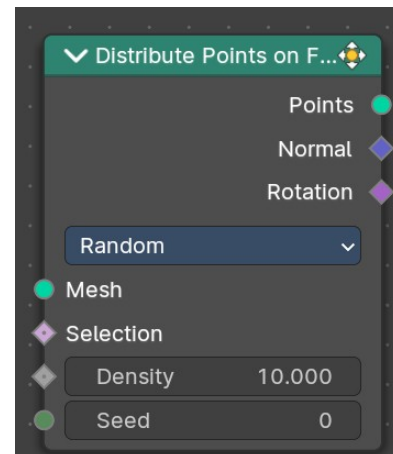 Distribute Points on F...
Points
Normal
Rotation
Random
Mesh
Selection
Density 10.000
Seed 0